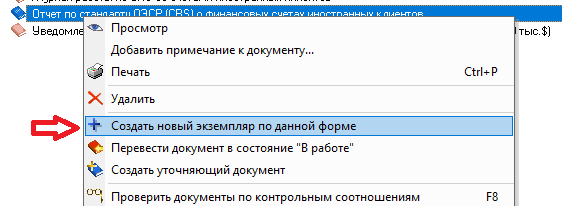 Отчет по стандарту ОЭСР (CRS) о финансовых счетах иностранных клиентов
Уведомле
тыс.$)
Просмотр
Добавить примечание к документу...
Печать Ctrl+P
Удалить
Создать новый экземпляр по данной форме
Перевести документ в состояние "В работе"
Создать уточняющий документ
Проверить документы по контрольным соотношениям F8